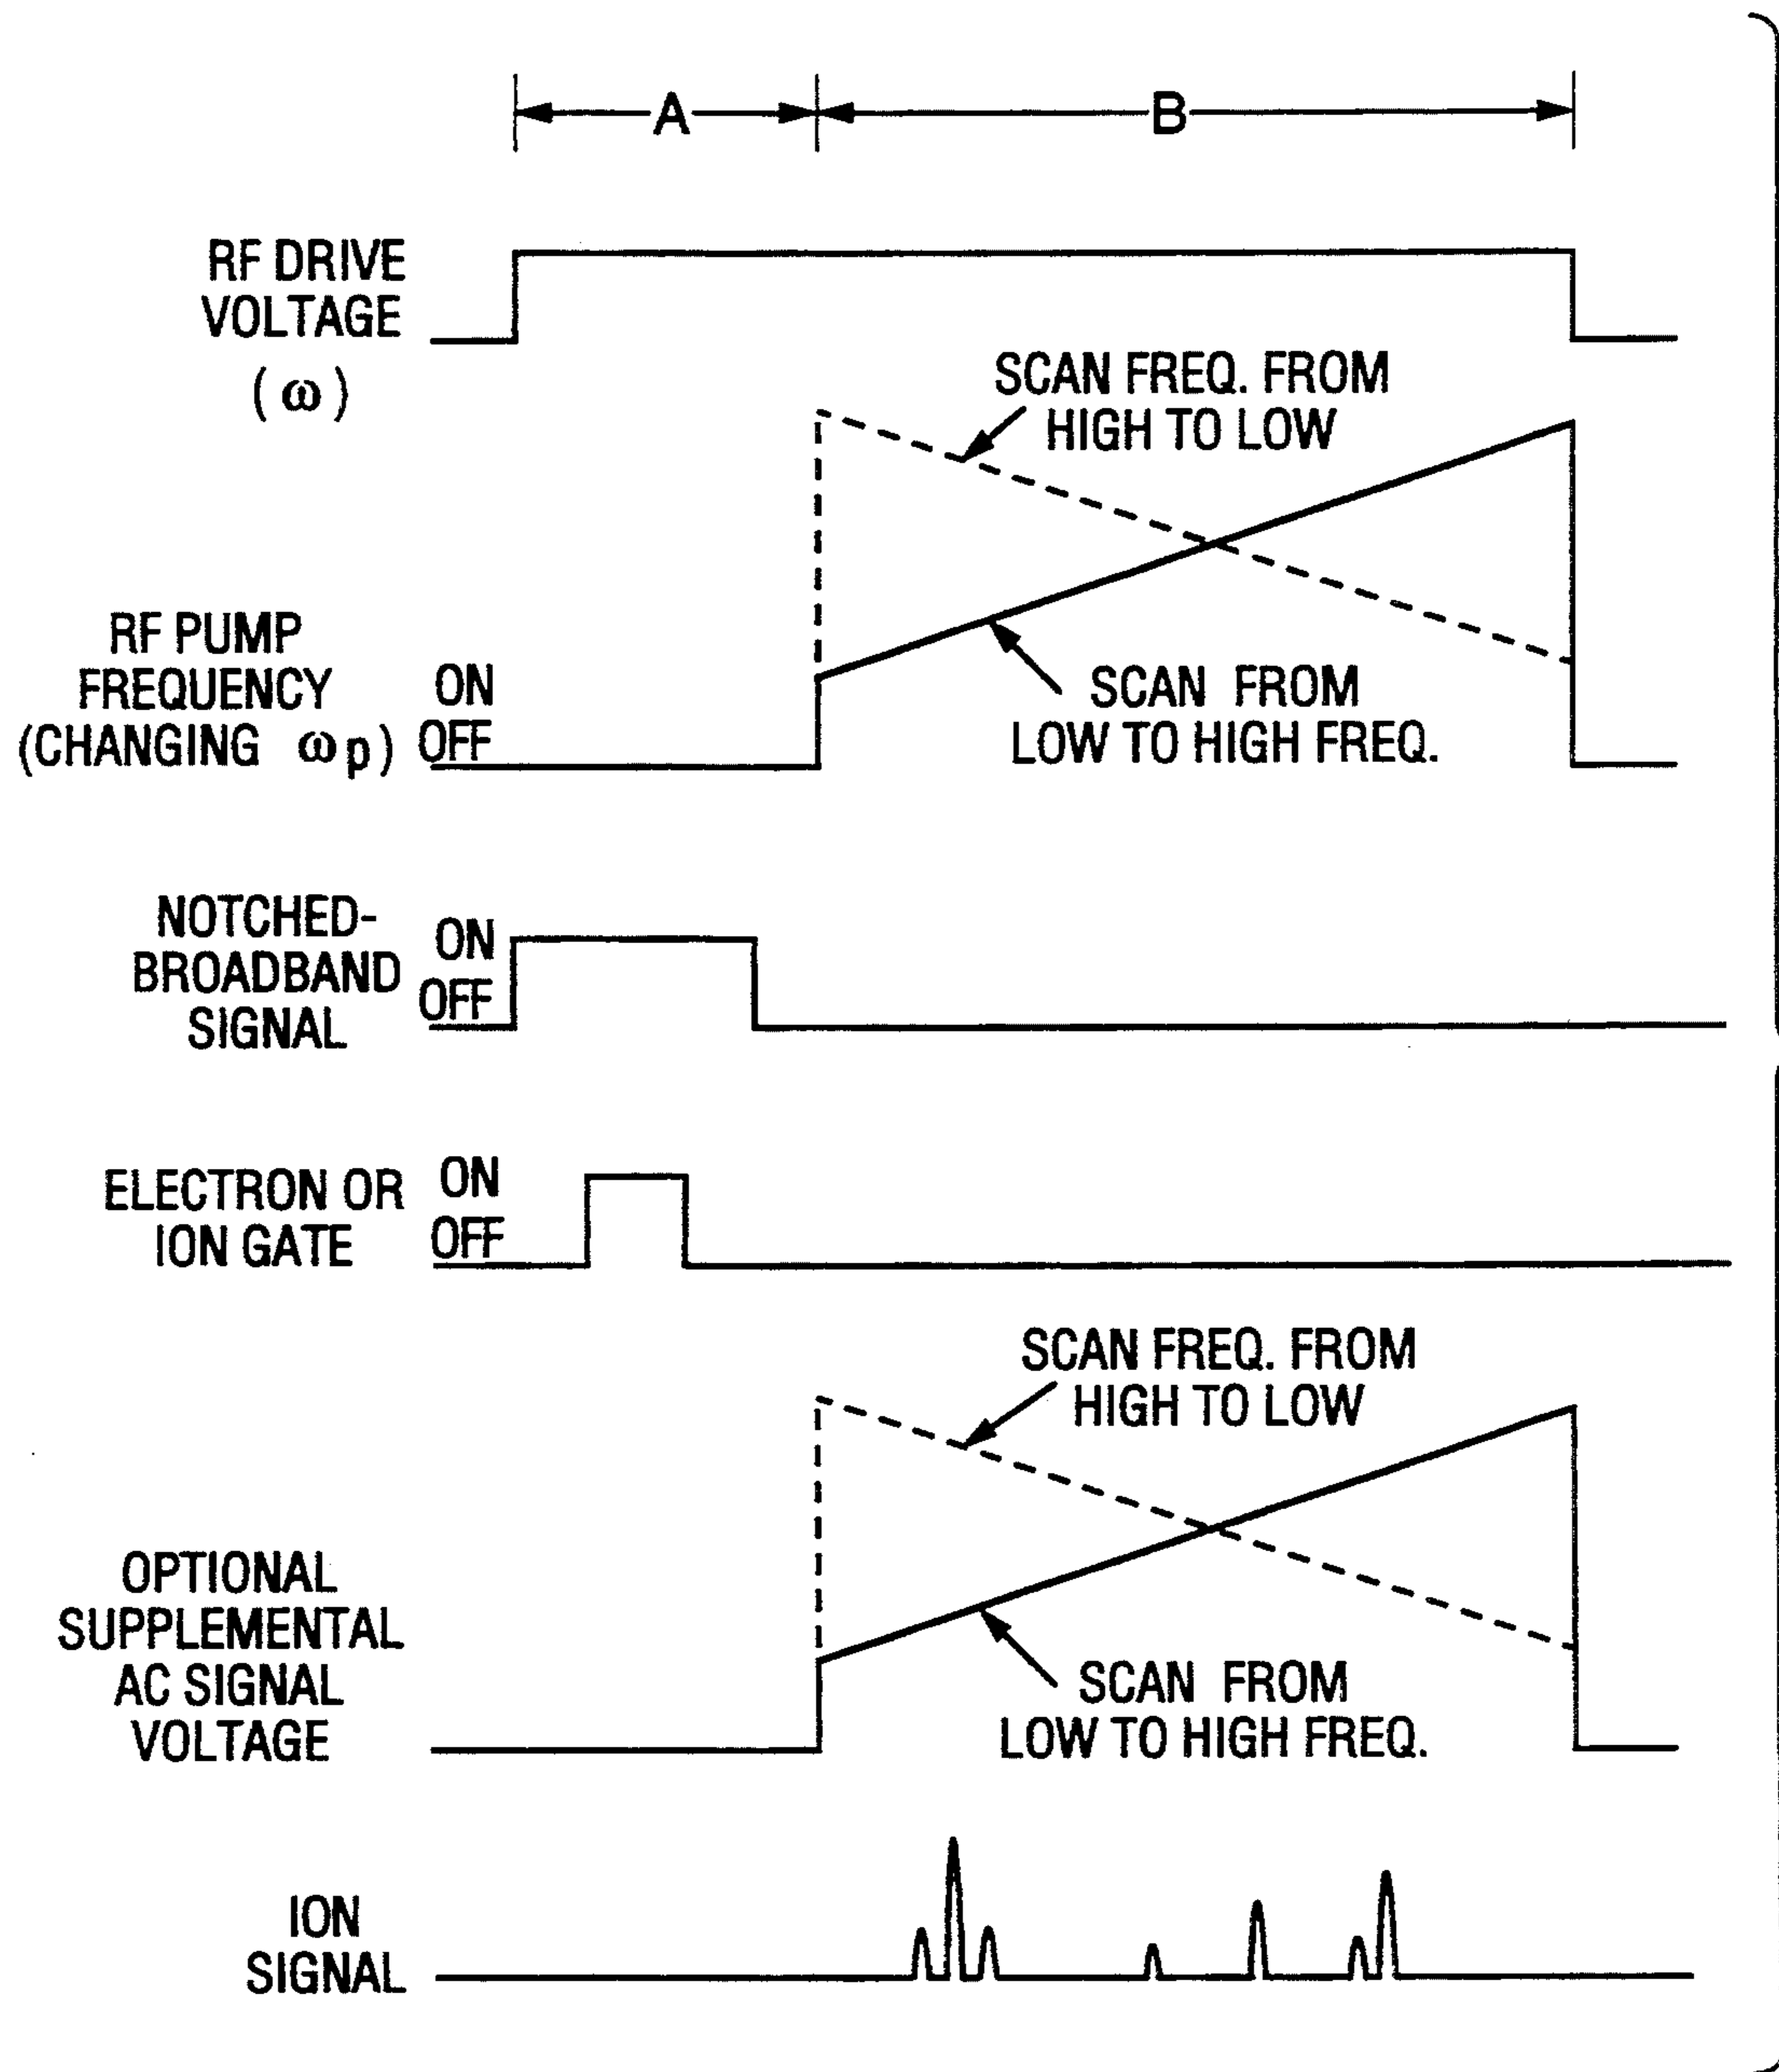 A B
RF DRIVE
VOLTAGE
(ω)
SCAN FREQ. FROM
HIGH TO LOW
RF PUMP
FREQUENCY
(CHANGING ωp)
ON
OFF
SCAN FROM
LOW TO HIGH FREQ.
NOTCHED-
BROADBAND
SIGNAL
ON
OFF
ELECTRON OR
ION GATE
ON
OFF
SCAN FREQ. FROM
HIGH TO LOW
OPTIONAL
SUPPLEMENTAL
AC SIGNAL
VOLTAGE
SCAN FROM
LOW TO HIGH FREQ.
ION
SIGNAL